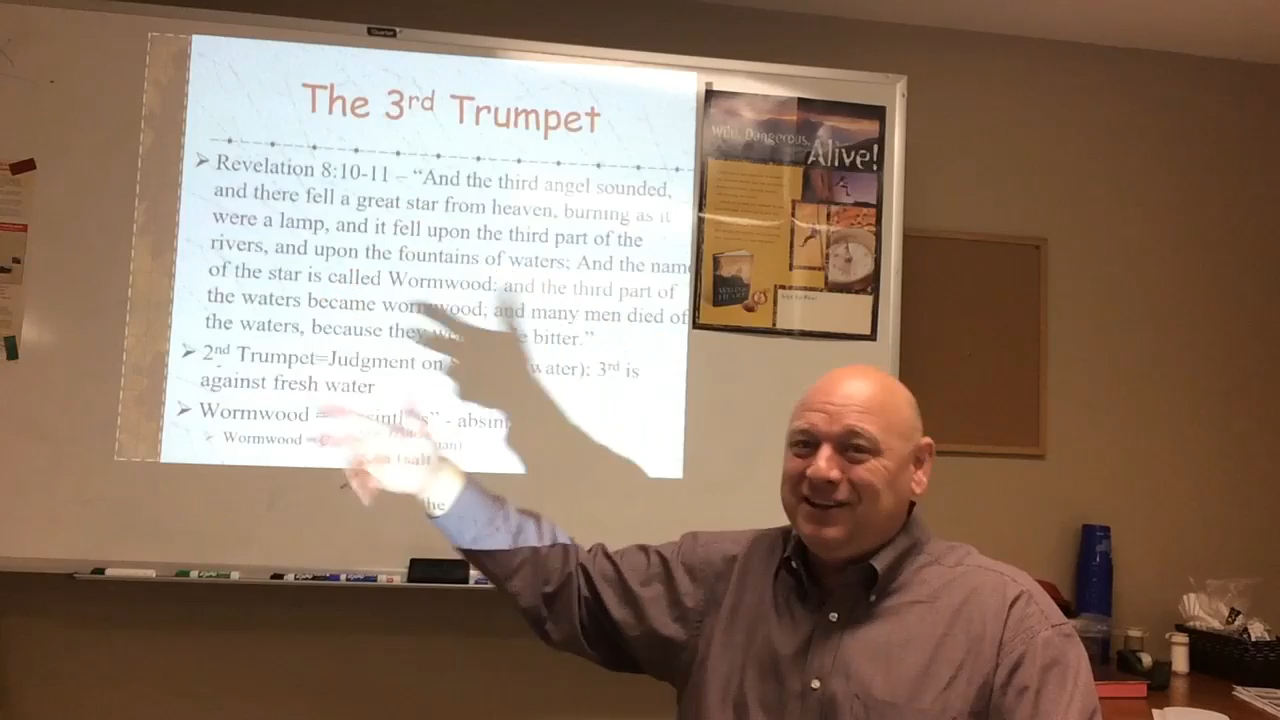 Quartet
The 3rd Trumpet
Revelation 8:10-11 – “And the third angel sounded,
and there fell a great star from heaven, burning as it
were a lamp, and it fell upon the third part of the
rivers, and upon the fountains of waters; And the name
of the star is called Wormwood: and the third part of
the waters became wormwood; and many men died of
the waters, because they bitter.”
2nd Trumpet=Judgment on water): 3rd is
against fresh water
Wormwood =
Wormwood =
(salt
the
Wild, Dangerous,
Alive!
EXPO